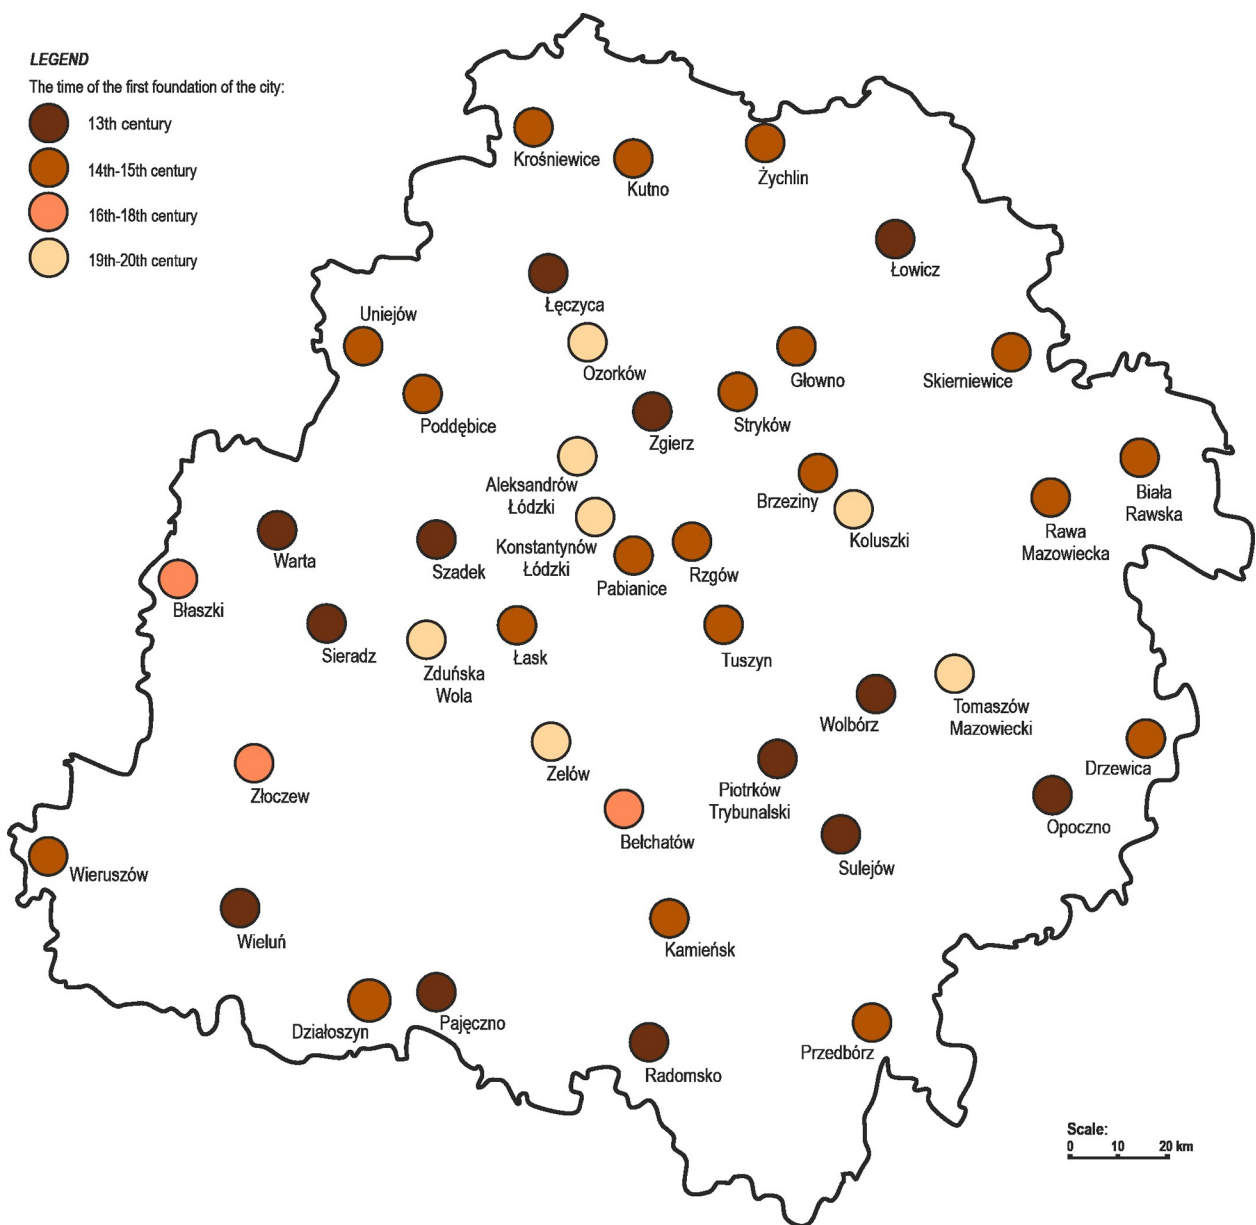 LEGEND
The time of the first foundation of the city:
13th century
14th-15th century
16th-18th century
19th-20th century
Krośniewice
Kutno
Żychlin
Łowicz
Łęczyca
Uniejów
Ozorków
Głowno
Skierniewice
Poddębice
Stryków
Zgierz
Aleksandrów
Łódzki
Brzeziny
Biała
Rawska
Rawa
Mazowiecka
Koluszki
Konstantynów
Łódzki
Warta
Szadek
Pabianice
Rzgów
Błaszki
Sieradz
Zduńska
Wola
Łask
Tuszyn
Wolbórz
Tomaszów
Mazowiecki
Drzewica
Złoczew
Zelów
Piotrków
Trybunalski
Bełchatów
Opoczno
Sulejów
Wieruszów
Wieluń
Kamieńsk
Działoszyn
Pajęczno
Radomsko
Przedbórz
Scale:
0 10 20 km